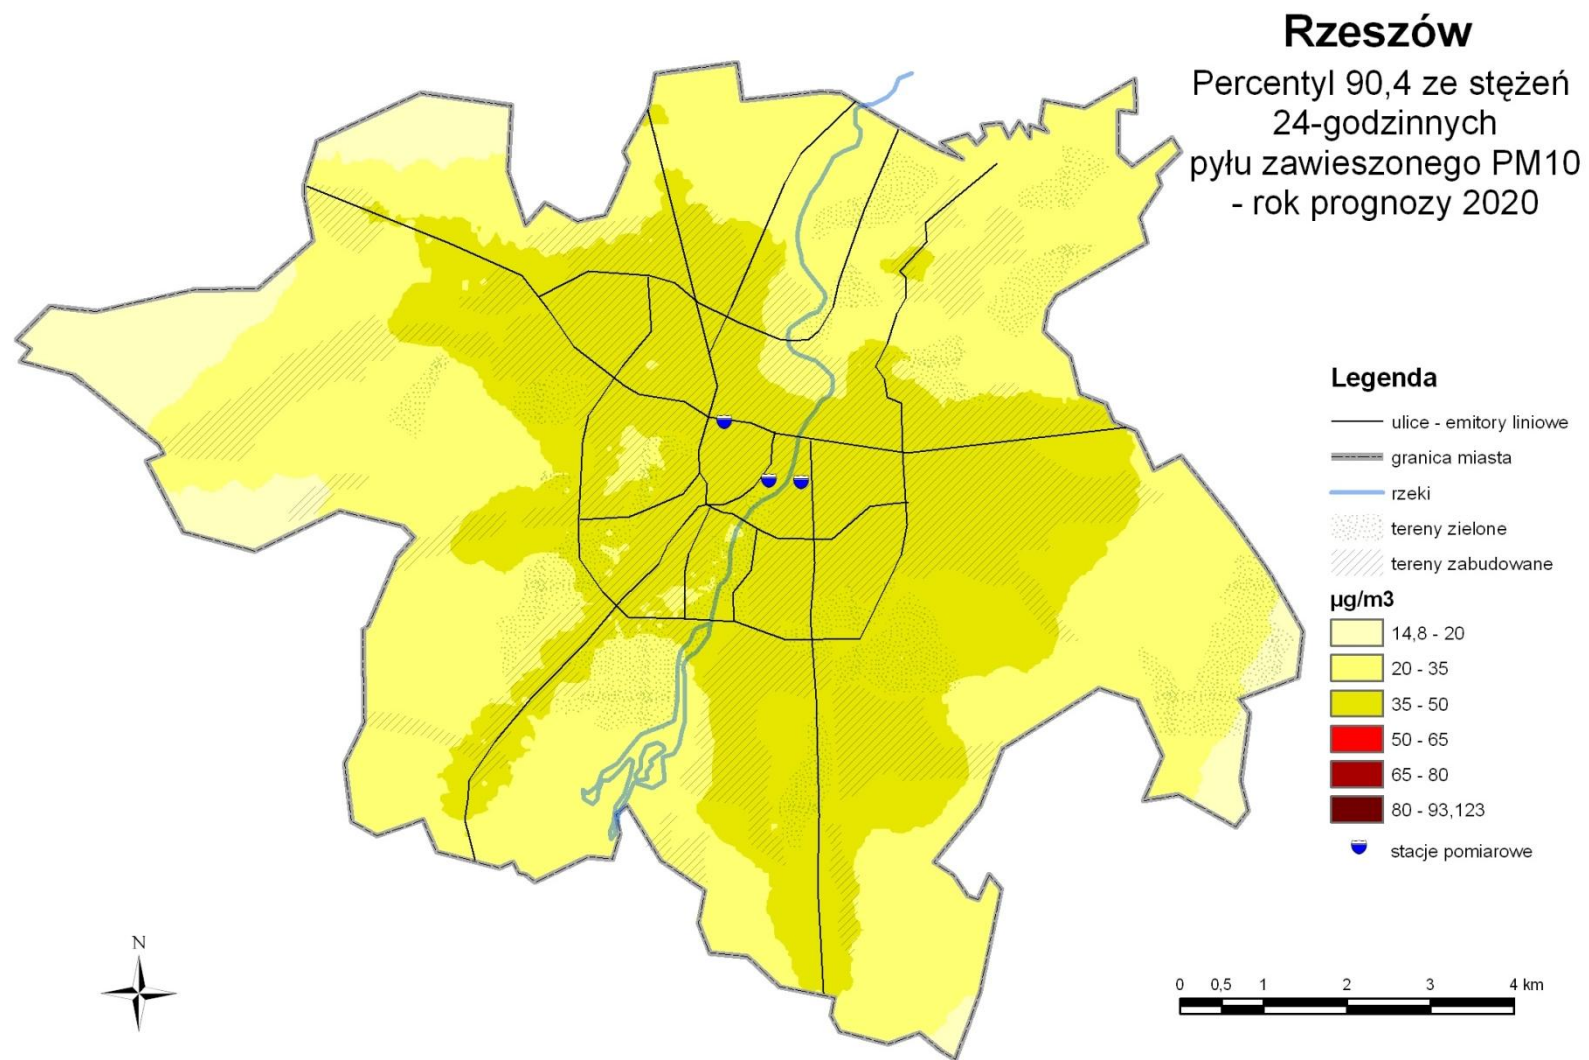 Rzeszów
Percentyl 90,4 ze stężeń
24-godzinnych
pyłu zawieszonego PM10
- rok prognozy 2020
Legenda
ulice - emitory liniowe
granica miasta
rzeki
tereny zielone
tereny zabudowane
µg/m3
14,8 - 20
20 - 35
35 - 50
50 - 65
65 - 80
80 - 93,123
stacje pomiarowe
N
0 0,5 1 2 3 4 km